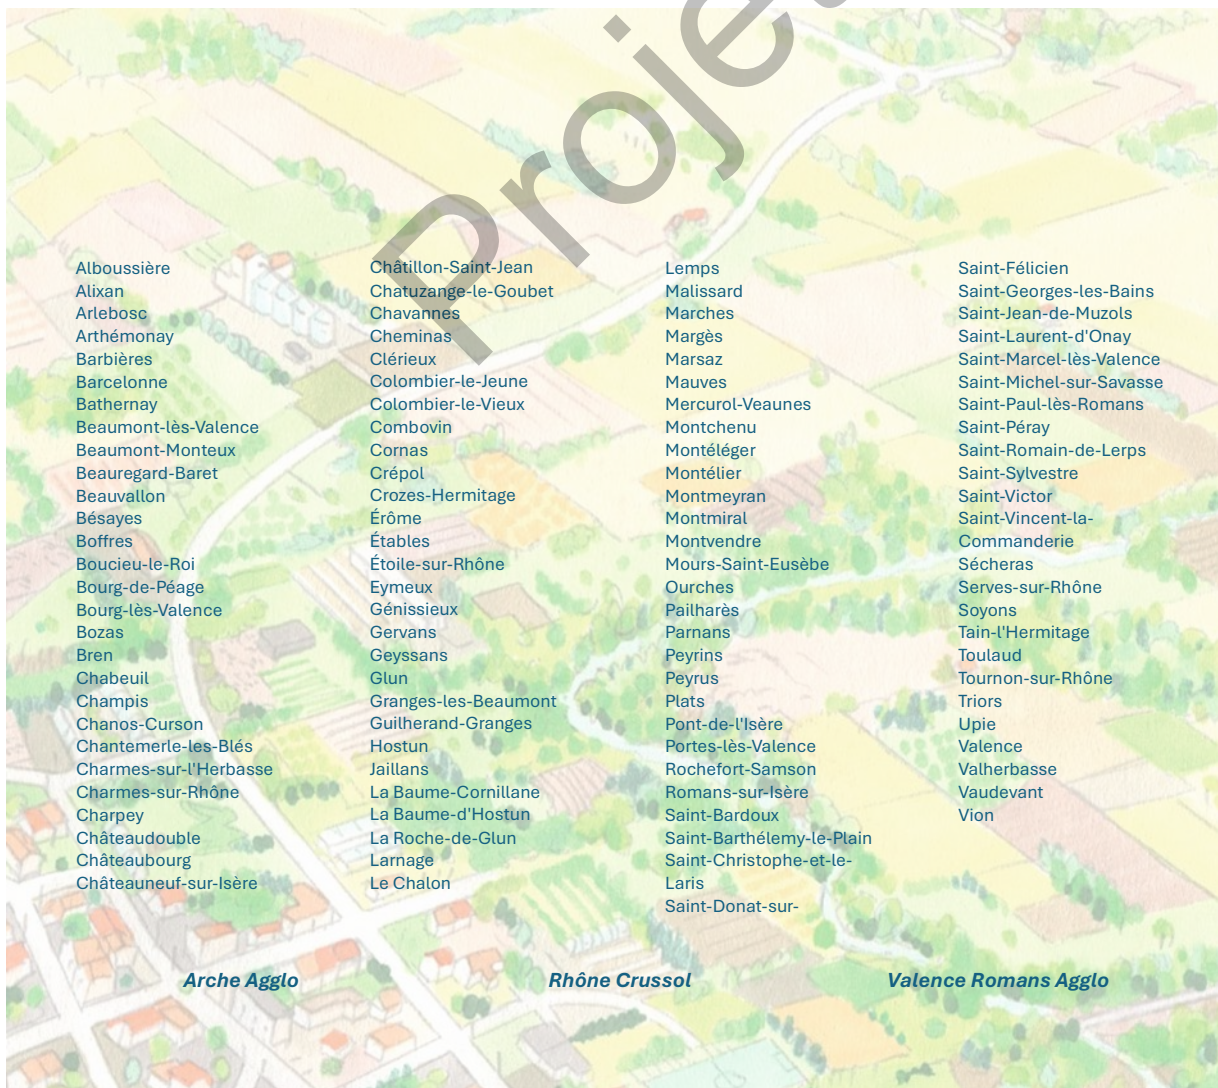 Projet
Alboussière
Alixan
Arlebosc
Arthémonay
Barbières
Barcelonne
Bathernay
Beaumont-lès-Valence
Beaumont-Monteux
Beauregard-Baret
Beauvallon
Bésayes
Boffres
Boucieu-le-Roi
Bourg-de-Péage
Bourg-lès-Valence
Bozas
Bren
Chabeuil
Champis
Chanos-Curson
Chantemerle-les-Blés
Charmes-sur-l'Herbasse
Charmes-sur-Rhône
Charpey
Châteaudouble
Châteaubourg
Châteauneuf-sur-Isère
Châtillon-Saint-Jean
Chatuzange-le-Goubet
Chavannes
Cheminas
Clérieux
Colombier-le-Jeune
Colombier-le-Vieux
Combovin
Cornas
Crépol
Crozes-Hermitage
Érôme
Étables
Étoile-sur-Rhône
Eymeux
Génissieux
Gervans
Geyssans
Glun
Granges-les-Beaumont
Guilherand-Granges
Hostun
Jaillans
La Baume-Cornillane
La Baume-d'Hostun
La Roche-de-Glun
Larnage
Le Chalon
Lemps
Malissard
Marches
Margès
Marsaz
Mauves
Mercurol-Veaunes
Montchenu
Montéléger
Montélier
Montmeyran
Montmiral
Montvendre
Mours-Saint-Eusèbe
Ourches
Pailharès
Parnans
Peyrins
Peyrus
Plats
Pont-de-l'Isère
Portes-lès-Valence
Rochefort-Samson
Romans-sur-Isère
Saint-Bardoux
Saint-Barthélemy-le-Plain
Saint-Christophe-et-le-
Laris
Saint-Donat-sur-
Saint-Félicien
Saint-Georges-les-Bains
Saint-Jean-de-Muzols
Saint-Laurent-d'Onay
Saint-Marcel-lès-Valence
Saint-Michel-sur-Savasse
Saint-Paul-lès-Romans
Saint-Péray
Saint-Romain-de-Lerps
Saint-Sylvestre
Saint-Victor
Saint-Vincent-la-
Commanderie
Sécheras
Serves-sur-Rhône
Soyons
Tain-l'Hermitage
Toulaud
Tournon-sur-Rhône
Triors
Upie
Valence
Valherbasse
Vaudevant
Vion
Arche Agglo
Rhône Crussol
Valence Romans Agglo